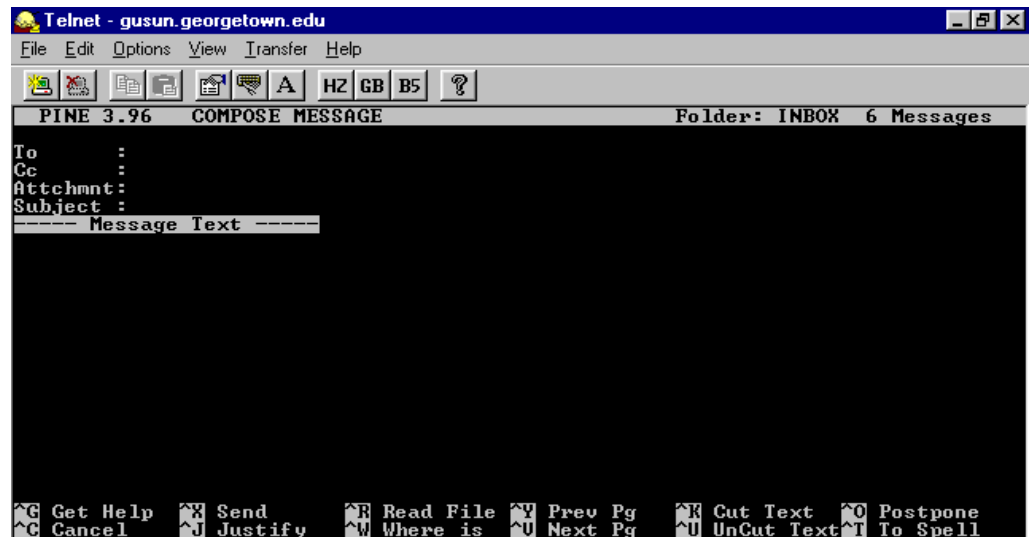 Telnet - gusun.georgetown.edu
File Edit Options View Transfer Help
A HZ GB B5 ?
PINE 3.96 COMPOSE MESSAGE Folder: INBOX 6 Messages
To :
Cc :
Attchmnt:
Subject :
----- Message Text -----
^G Get Help ^X Send ^R Read File ^Y Prev Pg ^K Cut Text ^O Postpone
^C Cancel ^J Justify ^W Where is ^V Next Pg ^U UnCut Text ^T To Spell